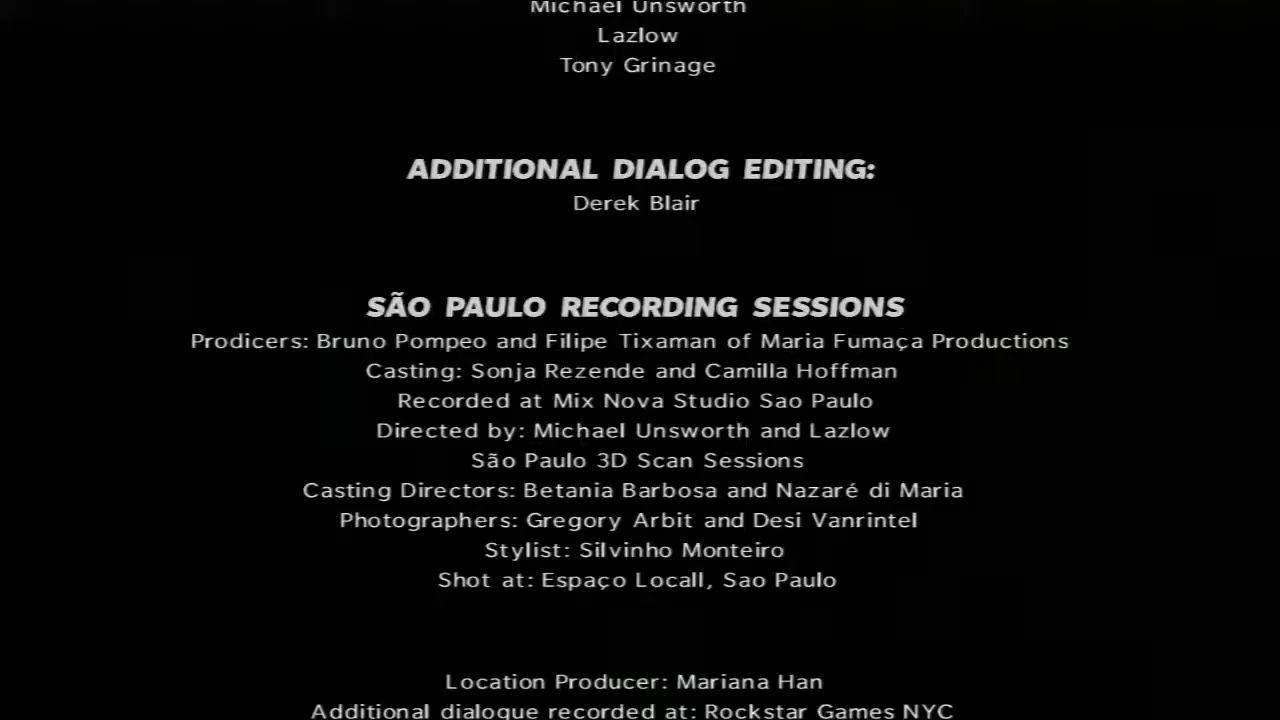 Michael Unsworth
Lazlow
Tony Grinage
ADDITIONAL DIALOG EDITING:
Derek Blair
SÃO PAULO RECORDING SESSIONS
Prodicers: Bruno Pompeo and Filipe Tixaman of Maria Fumaça Productions
Casting: Sonja Rezende and Camilla Hoffman
Recorded at Mix Nova Studio Sao Paulo
Directed by: Michael Unsworth and Lazlow
São Paulo 3D Scan Sessions
Casting Directors: Betania Barbosa and Nazaré di Maria
Photographers: Gregory Arbit and Desi Vanrintel
Stylist: Silvinho Monteiro
Shot at: Espaço Locall, Sao Paulo
Location Producer: Mariana Han
Additional dialogue recorded at: Rockstar Games NYC